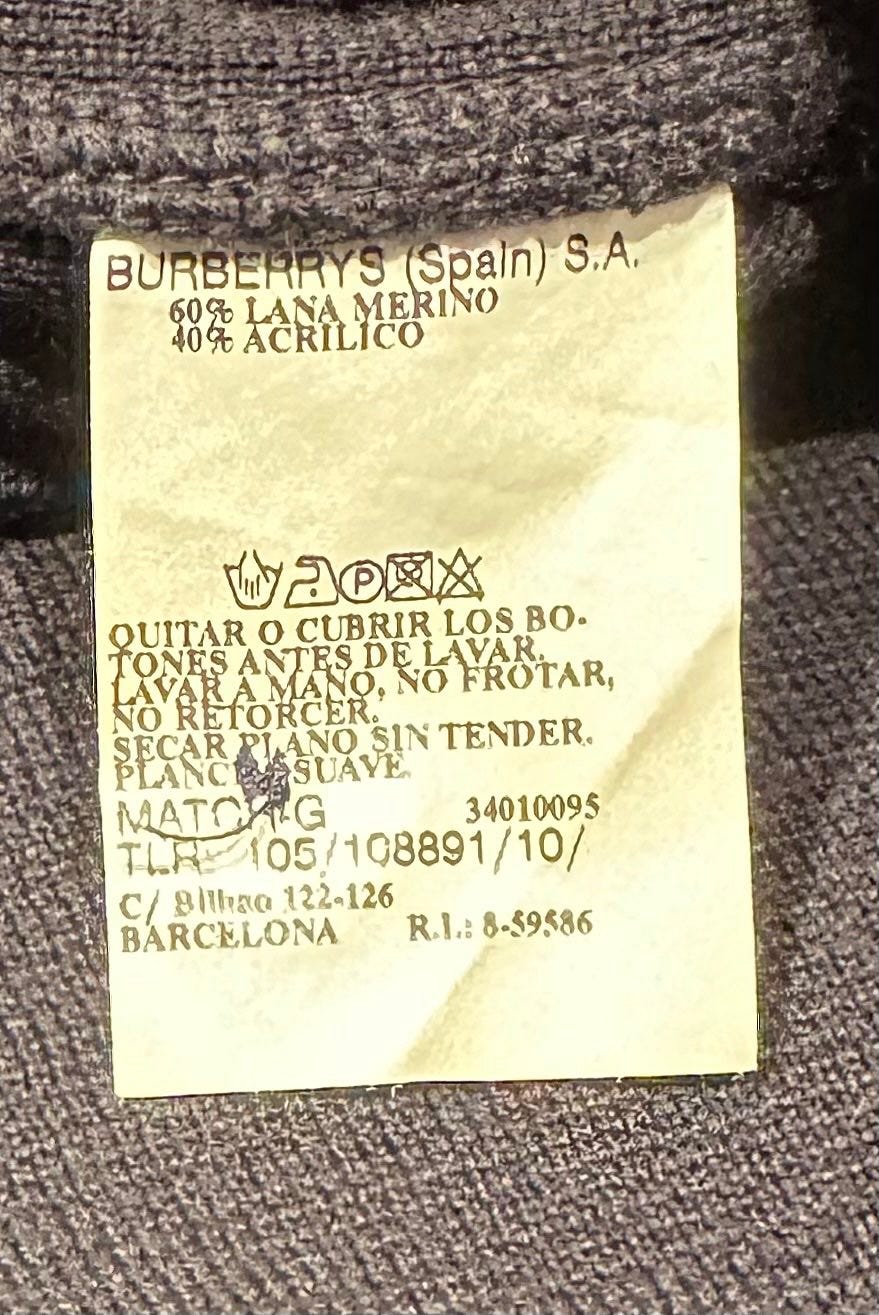 BURBERRYS (Spain) S.A.
60% LANA MERINO
40% ACRILICO
P
QUITAR O CUBRIR LOS BO-
TONES ANTES DE LAVAR.
LAVAR A MANO, NO FROTAR,
NO RETORCER.
SECAR PLANO SIN TENDER.
SUAVE
34010095
TLR 105/108891/10/
C/ Bilbao 122-126
BARCELONA R.I.: 8-59586